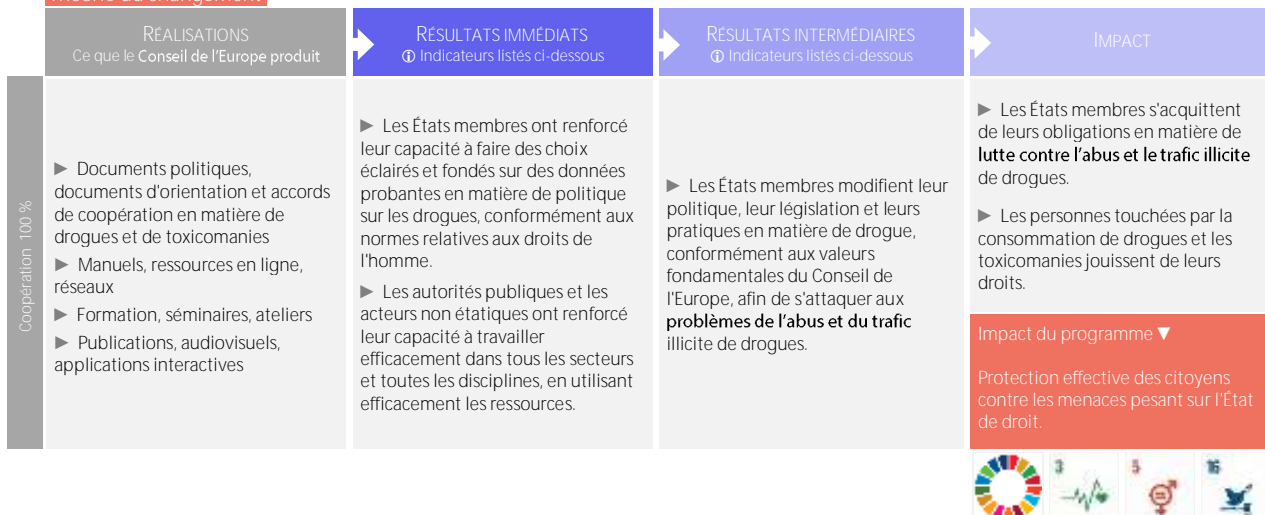 RÉALISATIONS
Ce que le Conseil de l'Europe produit
RÉSULTATS IMMÉDIATS
Indicateurs listés ci-dessous
RÉSULTATS INTERMÉDIAIRES
Indicateurs listés ci-dessous
IMPACT
Coopération 100 %
► Documents politiques,
documents d'orientation et accords
de coopération en matière de
drogues et de toxicomanies
► Manuels, ressources en ligne,
réseaux
► Formation, séminaires, ateliers
► Publications, audiovisuels,
applications interactives
► Les États membres ont renforcé
leur capacité à faire des choix
éclairés et fondés sur des données
probantes en matière de politique
sur les drogues, conformément aux
normes relatives aux droits de
l'homme.
► Les autorités publiques et les
acteurs non étatiques ont renforcé
leur capacité à travailler
efficacement dans tous les secteurs
et toutes les disciplines, en utilisant
efficacement les ressources.
► Les États membres modifient leur
politique, leur législation et leurs
pratiques en matière de drogue,
conformément aux valeurs
fondamentales du Conseil de
l'Europe, afin de s'attaquer aux
problèmes de l'abus et du trafic
illicite de drogues.
► Les États membres s'acquittent
de leurs obligations en matière de
lutte contre l'abus et le trafic illicite
de drogues.
► Les personnes touchées par la
consommation de drogues et les
toxicomanies jouissent de leurs
droits.
Impact du programme ▼
Protection effective des citoyens
contre les menaces pesant sur l'État
de droit.
3
5
16